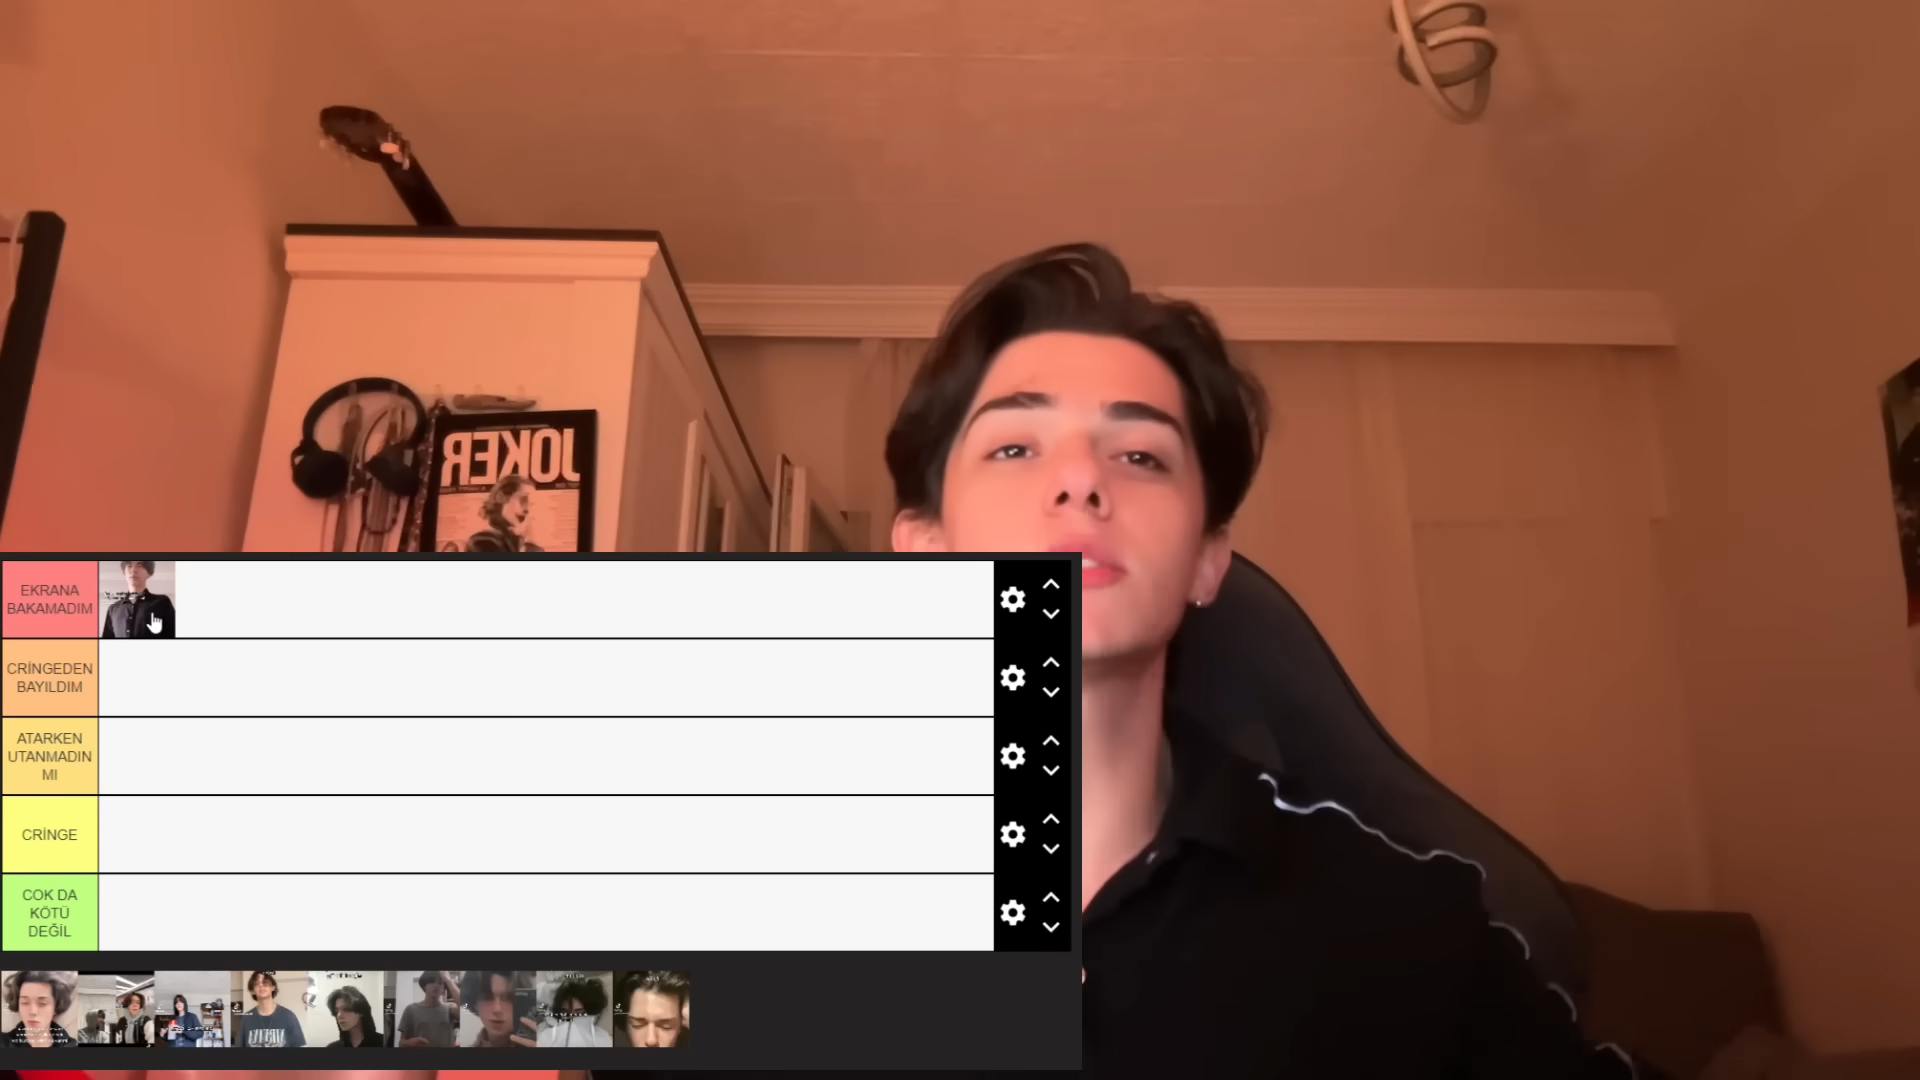 JOKER
EKRANA
BAKAMADIM
CRİNGEDEN
BAYILDIM
ATARKEN
UTANMADIN
MI
CRİNGE
COK DA
KÖTÜ
DEĞİL